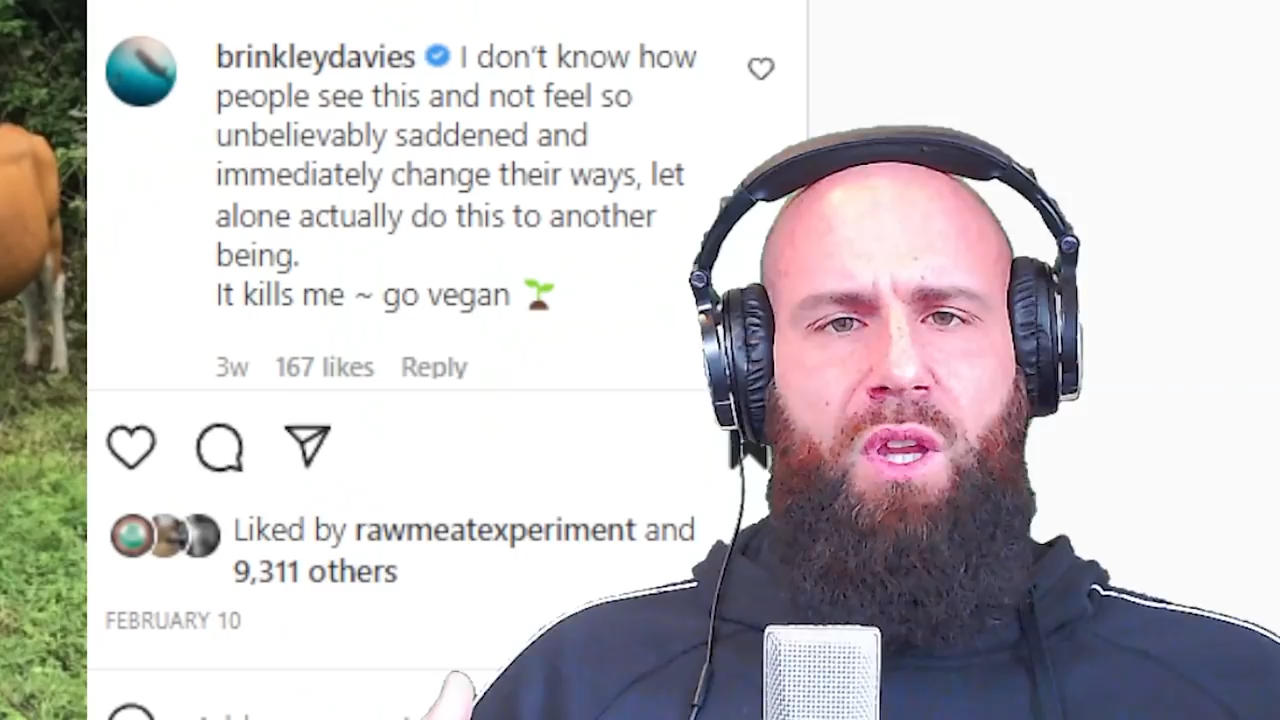 brinkleydavies I don't know how
people see this and not feel so
unbelievably saddened and
immediately change their ways, let
alone actually do this to another
being.
It kills me ~ go vegan
3w 167 likes Reply
Liked by rawmeatexperiment and
9,311 others
FEBRUARY 10